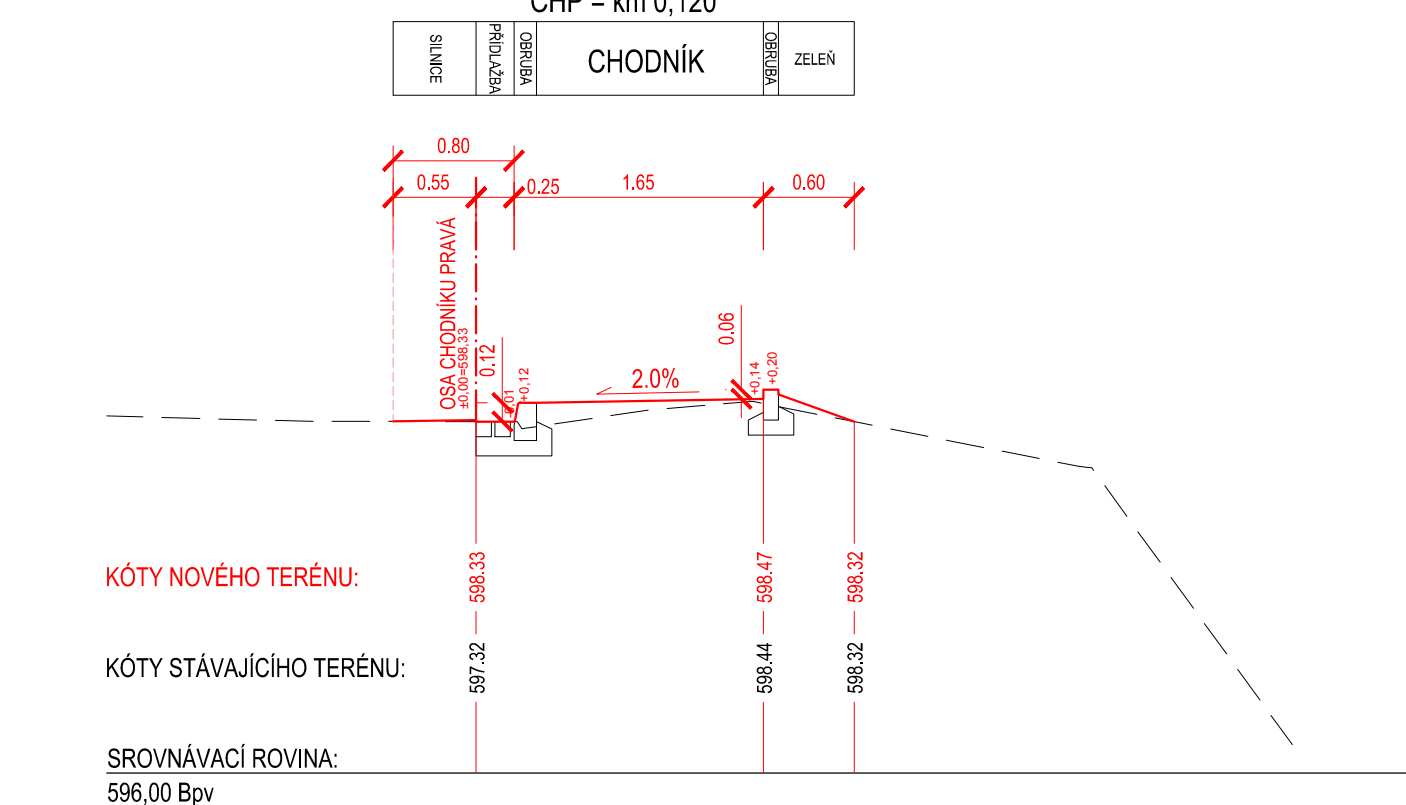 CHP = km 0,120
SILNICE
PŘÍDLAŽBA
OBRUBA
CHODNÍK
OBRUBA
ZELEŇ
0.80
0.55
0.25
1.65
0.60
OSA CHODNÍKU PRAVÁ
±0,00=598,33
0.12
-0,01
+0,12
2.0%
0.06
+0,14
+0,20
KÓTY NOVÉHO TERÉNU:
598.33
598.47
598.32
KÓTY STÁVAJÍCÍHO TERÉNU:
597.32
598.44
598.32
SROVNÁVACÍ ROVINA:
596,00 Bpv